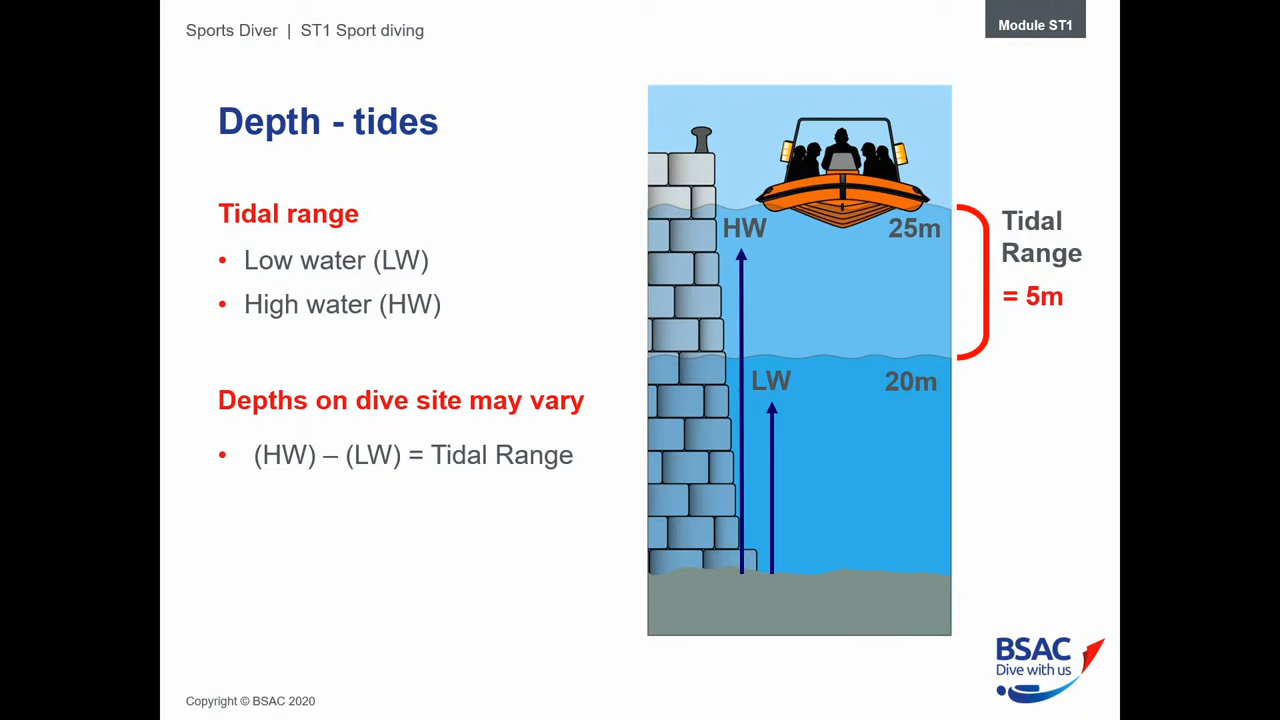 Sports Diver | ST1 Sport diving
Module ST1
Depth - tides
Tidal range
• Low water (LW)
• High water (HW)
Depths on dive site may vary
• (HW) – (LW) = Tidal Range
HW
25m
LW
20m
Tidal
Range
= 5m
BSAC
Dive with us
Copyright © BSAC 2020